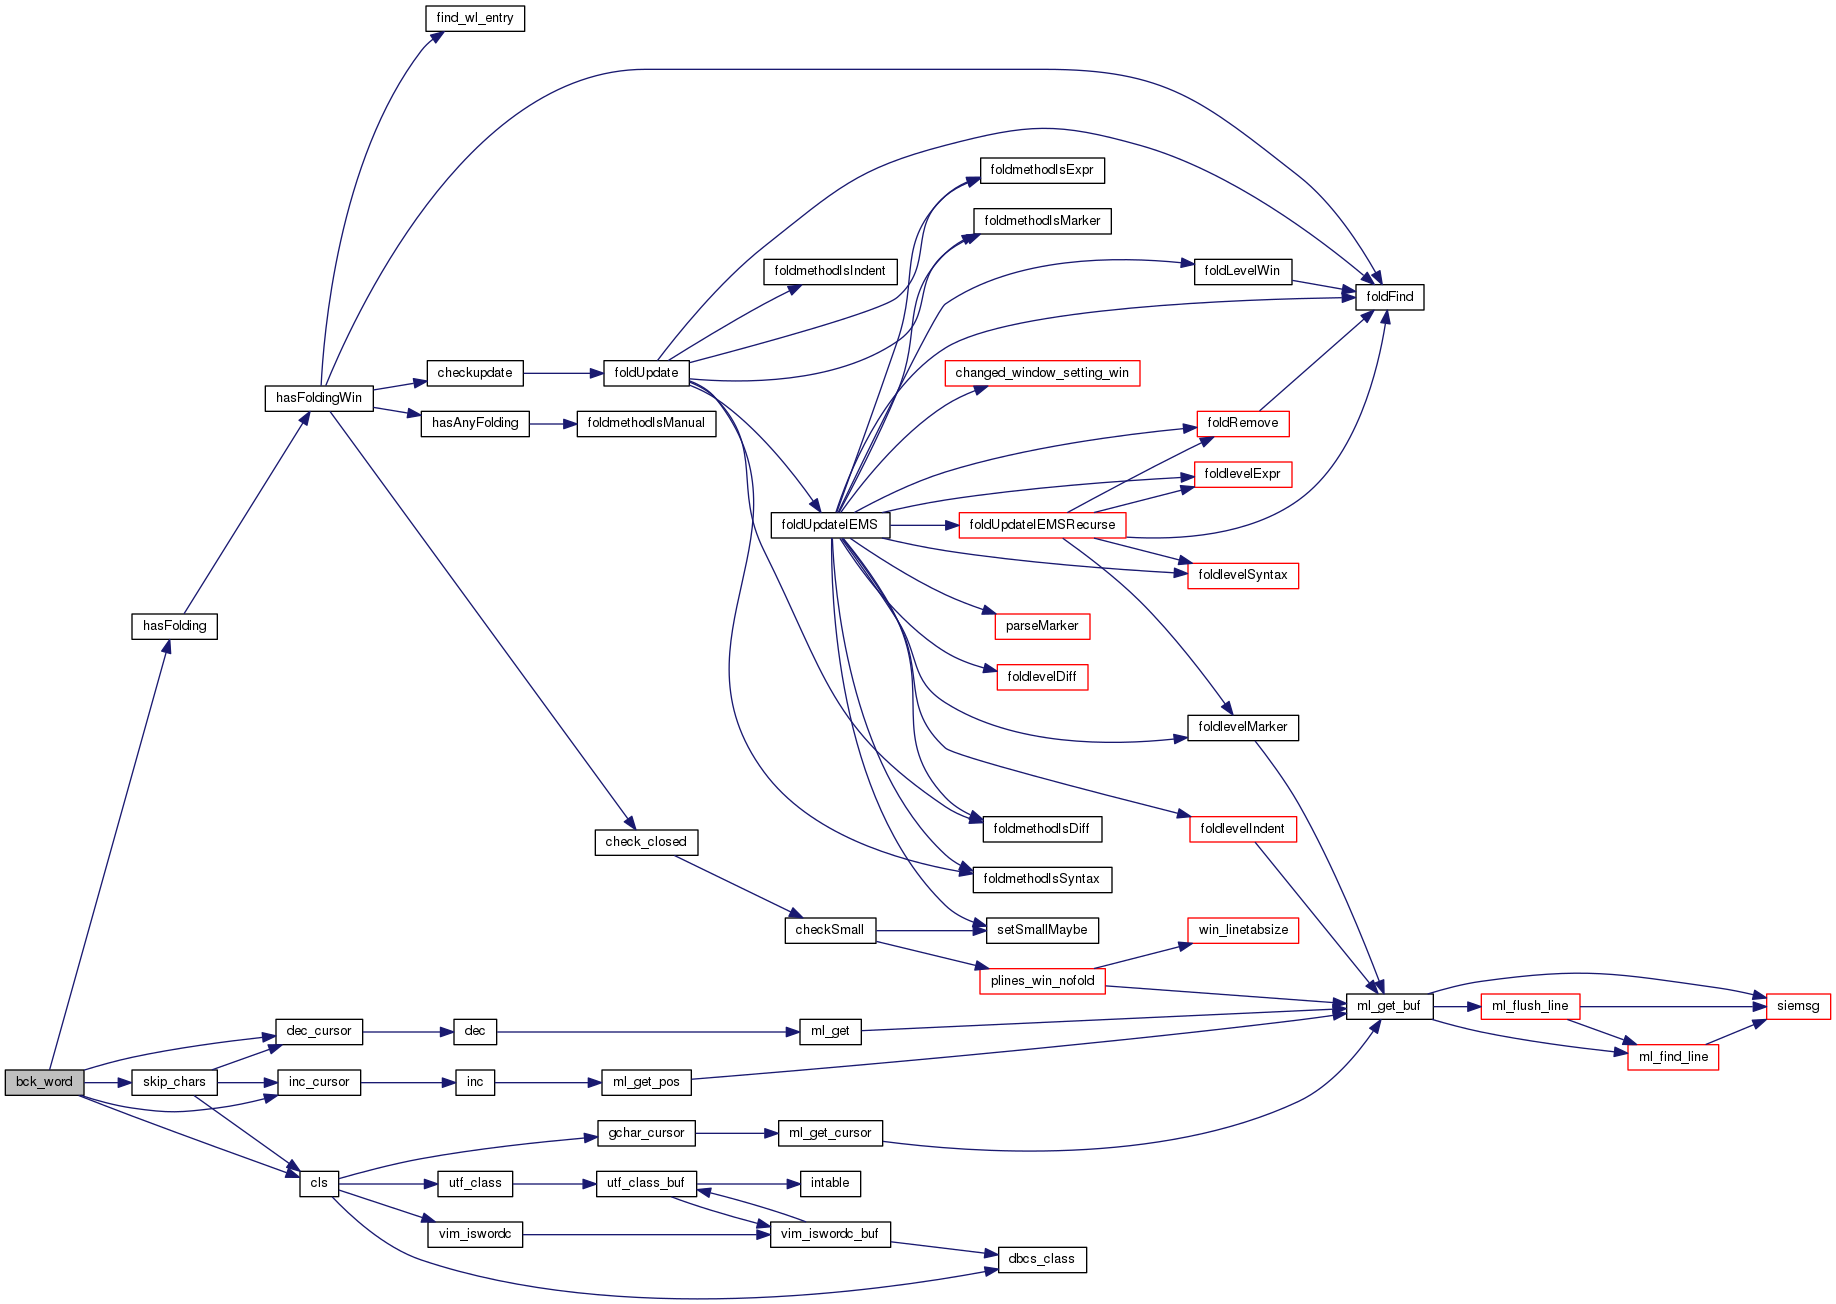 find_wl_entry
foldmethodIsExpr
foldmethodIsMarker
foldmethodIsIndent
foldLevelWin
foldFind
checkupdate
foldUpdate
changed_window_setting_win
hasFoldingWin
hasAnyFolding
foldmethodIsManual
foldRemove
foldlevelExpr
foldUpdateIEMS
foldUpdateIEMSRecurse
foldlevelSyntax
hasFolding
parseMarker
foldlevelDiff
foldlevelMarker
check_closed
foldmethodIsDiff
foldlevelIndent
foldmethodIsSyntax
checkSmall
setSmallMaybe
win_linetabsize
plines_win_nofold
ml_get_buf
ml_flush_line
siemsg
dec_cursor
dec
ml_get
ml_find_line
bck_word
skip_chars
inc_cursor
inc
ml_get_pos
gchar_cursor
ml_get_cursor
cls
utf_class
utf_class_buf
intable
vim_iswordc
vim_iswordc_buf
dbcs_class